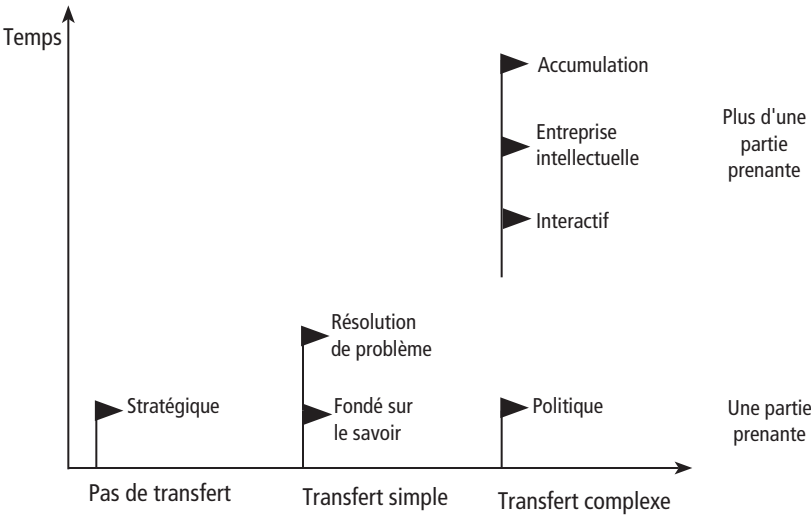 Temps
Accumulation
Entreprise
intellectuelle
Interactif
Plus d'une
partie
prenante
Résolution
de problème
Stratégique
Fondé sur
le savoir
Politique
Une partie
prenante
Pas de transfert
Transfert simple
Transfert complexe